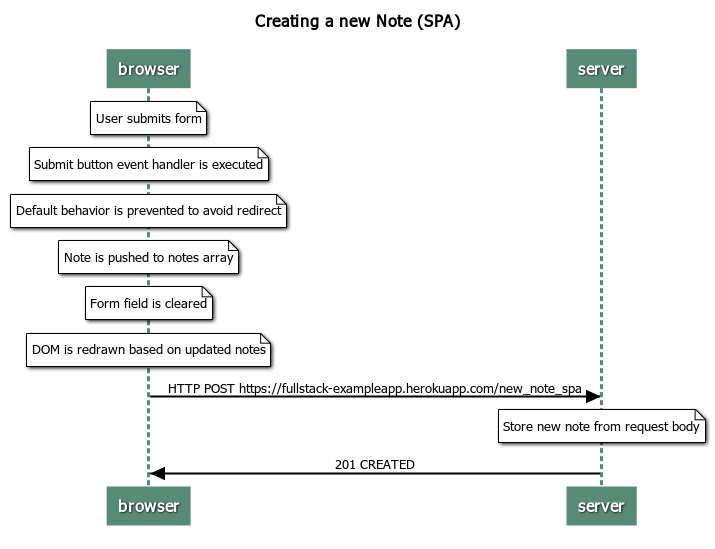 Creating a new Note (SPA)
browser
server
User submits form
Submit button event handler is executed
Default behavior is prevented to avoid redirect
Note is pushed to notes array
Form field is cleared
DOM is redrawn based on updated notes
HTTP POST https://fullstack-exampleapp.herokuapp.com/new_note_spa
Store new note from request body
201 CREATED
browser
server